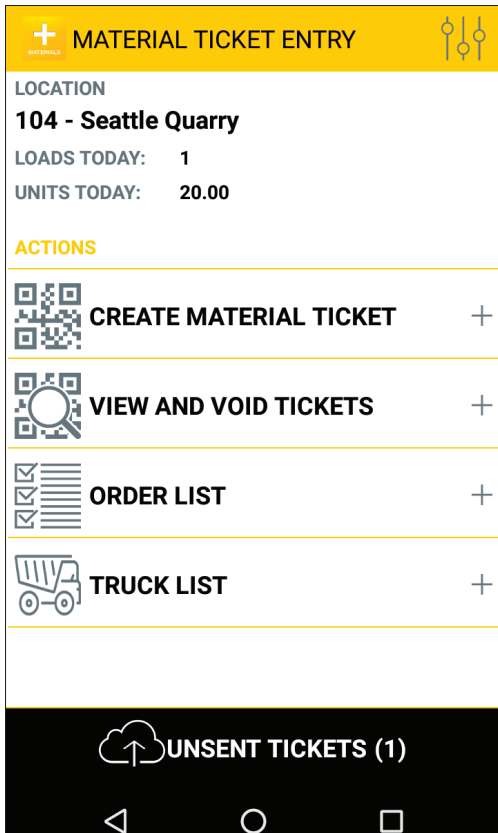 MATERIALS
MATERIAL TICKET ENTRY
LOCATION
104 - Seattle Quarry
LOADS TODAY: 1
UNITS TODAY: 20.00
ACTIONS
CREATE MATERIAL TICKET
VIEW AND VOID TICKETS
ORDER LIST
TRUCK LIST
UNSENT TICKETS (1)